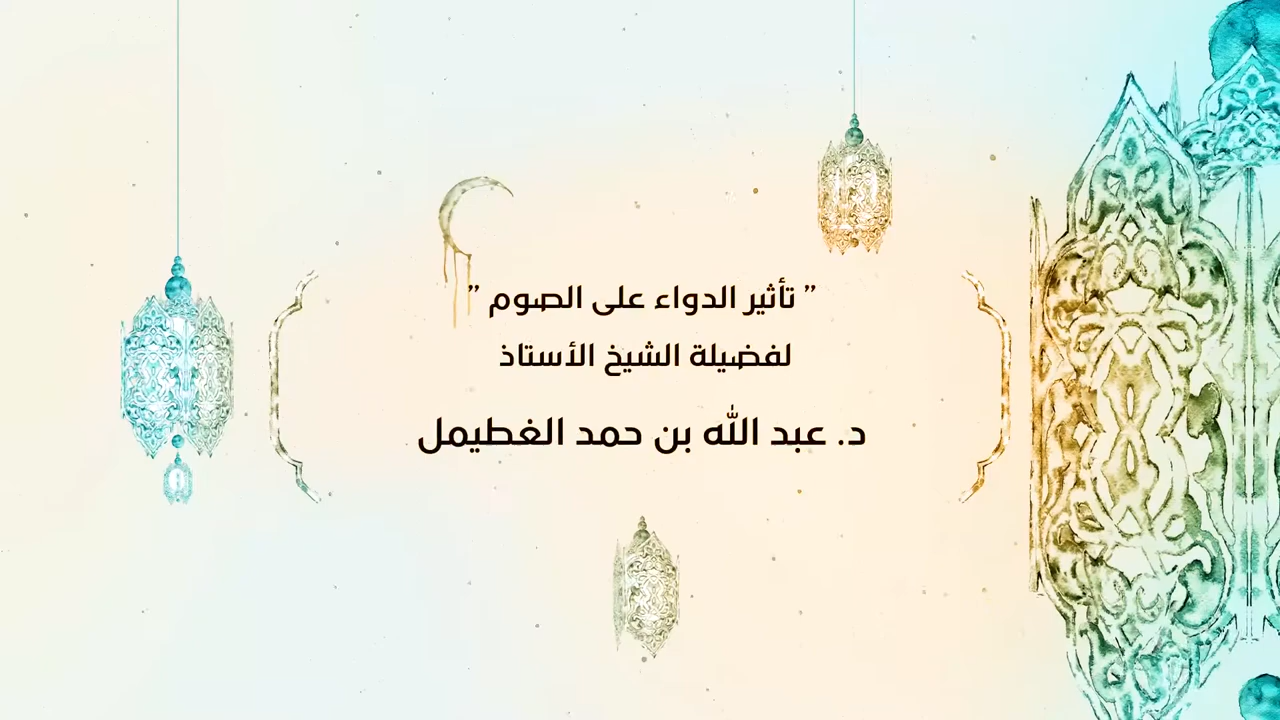 ” تأثير الدواء على الصوم ”
لفضيلة الشيخ الأستاذ
د. عبد الله بن حمد الغطيمل